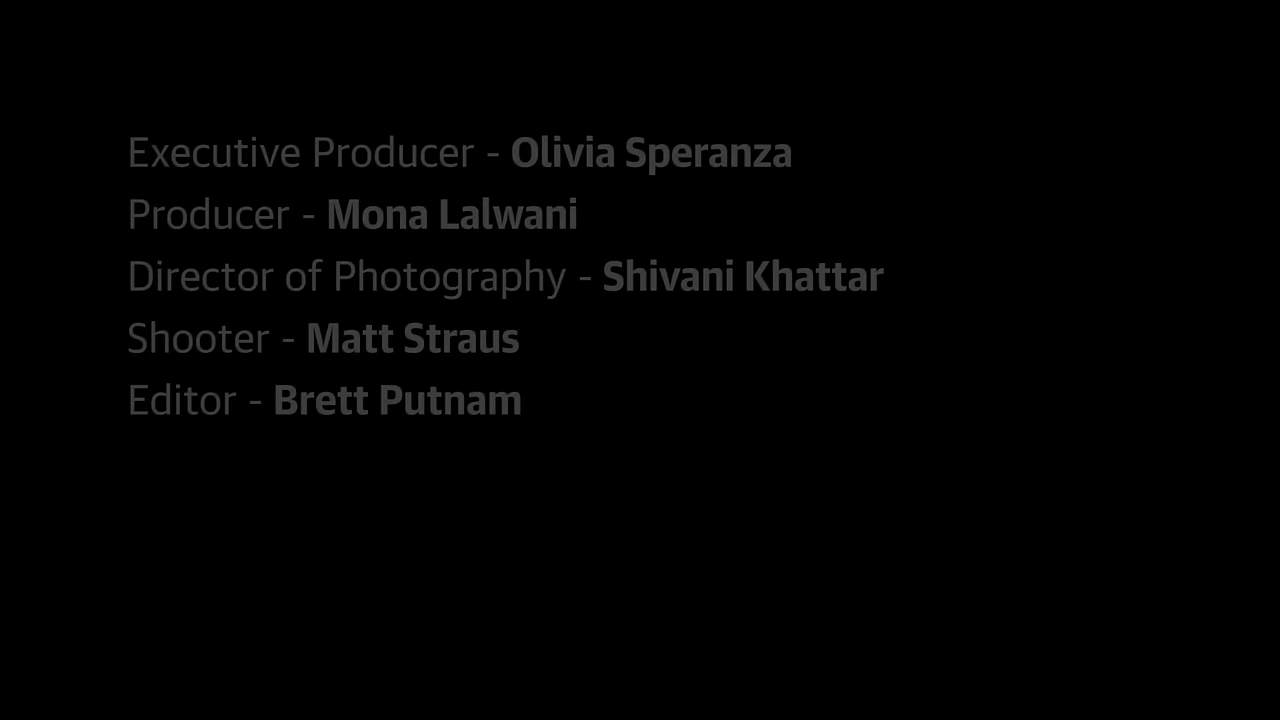 Executive Producer - Olivia Speranza
Producer - Mona Lalwani
Director of Photography - Shivani Khattar
Shooter - Matt Straus
Editor - Brett Putnam